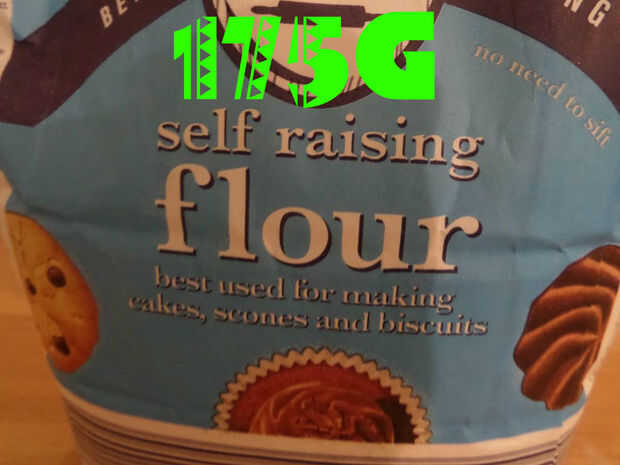 175G
no need to sift
self raising
flour
best used for making
cakes, scones and biscuits